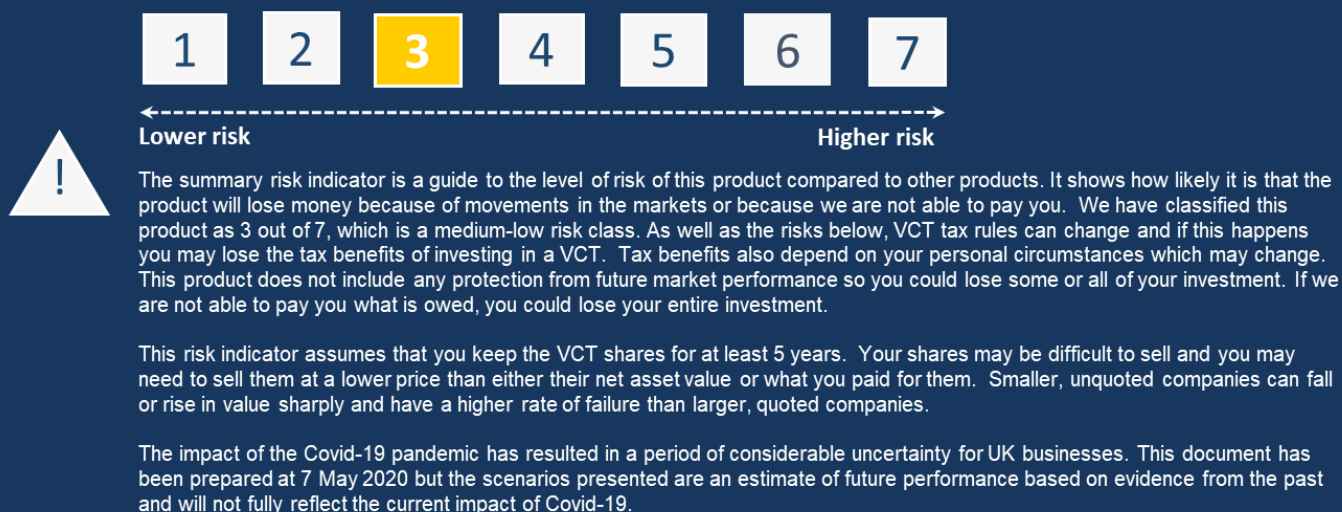 1 2 3 4 5 6 7
Lower risk Higher risk
!
The summary risk indicator is a guide to the level of risk of this product compared to other products. It shows how likely it is that the
product will lose money because of movements in the markets or because we are not able to pay you. We have classified this
product as 3 out of 7, which is a medium-low risk class. As well as the risks below, VCT tax rules can change and if this happens
you may lose the tax benefits of investing in a VCT. Tax benefits also depend on your personal circumstances which may change.
This product does not include any protection from future market performance so you could lose some or all of your investment. If we
are not able to pay you what is owed, you could lose your entire investment.
This risk indicator assumes that you keep the VCT shares for at least 5 years. Your shares may be difficult to sell and you may
need to sell them at a lower price than either their net asset value or what you paid for them. Smaller, unquoted companies can fall
or rise in value sharply and have a higher rate of failure than larger, quoted companies.
The impact of the Covid-19 pandemic has resulted in a period of considerable uncertainty for UK businesses. This document has
been prepared at 7 May 2020 but the scenarios presented are an estimate of future performance based on evidence from the past
and will not fully reflect the current impact of Covid-19.